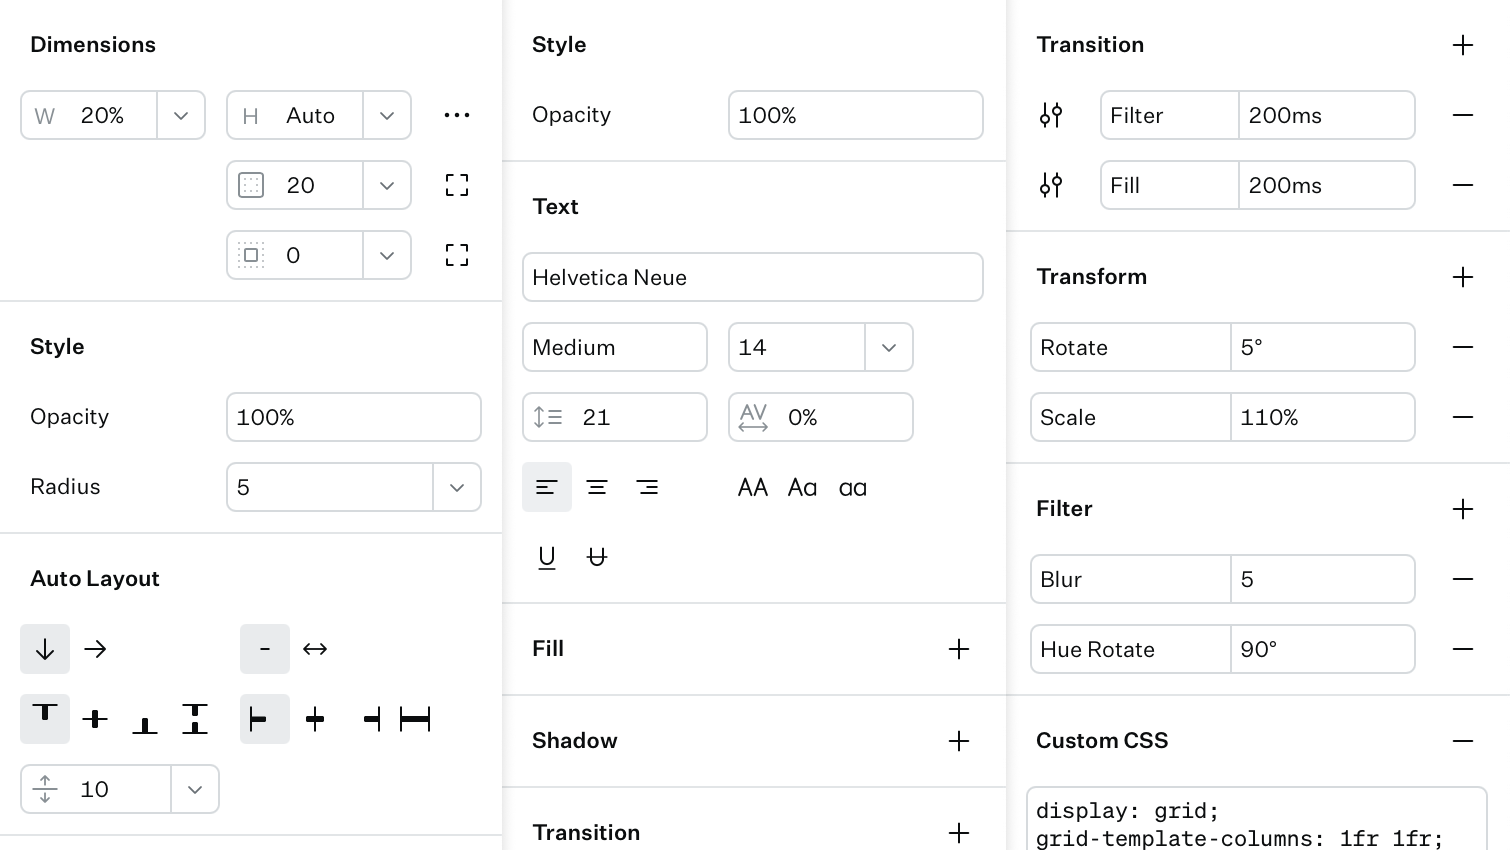 Dimensions
W 20%
H Auto
20
0
Style
Opacity 100%
Radius 5
Auto Layout
10
Style
Opacity 100%
Text
Helvetica Neue
Medium 14
21 AV 0%
AA Aa aa
U U
Fill
Shadow
Transition
Transition
Filter 200ms
Fill 200ms
Transform
Rotate 5°
Scale 110%
Filter
Blur 5
Hue Rotate 90°
Custom CSS
display: grid;
grid-template-columns: 1fr 1fr;